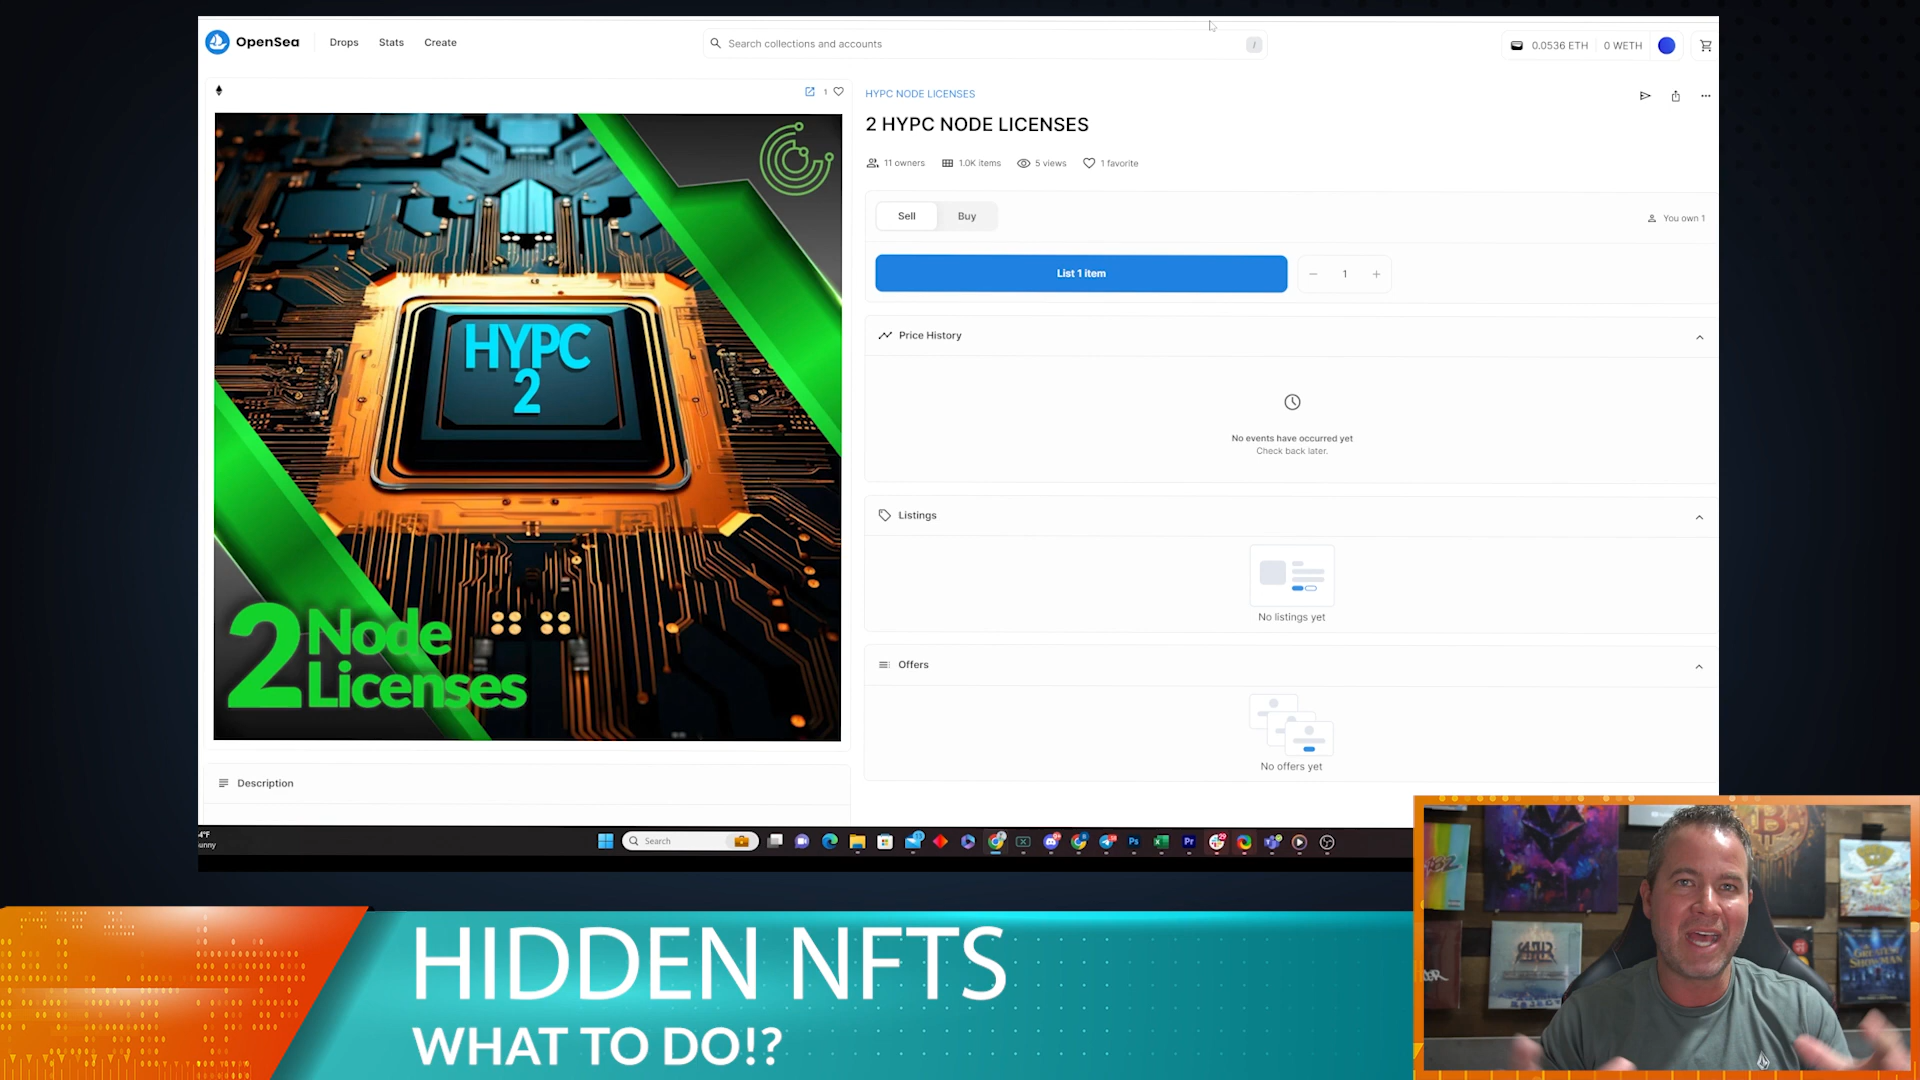 OpenSea
Drops
Stats
Create
Search collections and accounts
/
0.0536 ETH
0 WETH
1
HYPC NODE LICENSES
2 HYPC NODE LICENSES
11 owners
1.0K items
5 views
1 favorite
Sell
Buy
You own 1
List 1 item
1
Price History
No events have occurred yet
Check back later.
Listings
No listings yet
Offers
No offers yet
HYPC
2
2 Node
Licenses
Description
Search
HIDDEN NFTS
WHAT TO DO!?